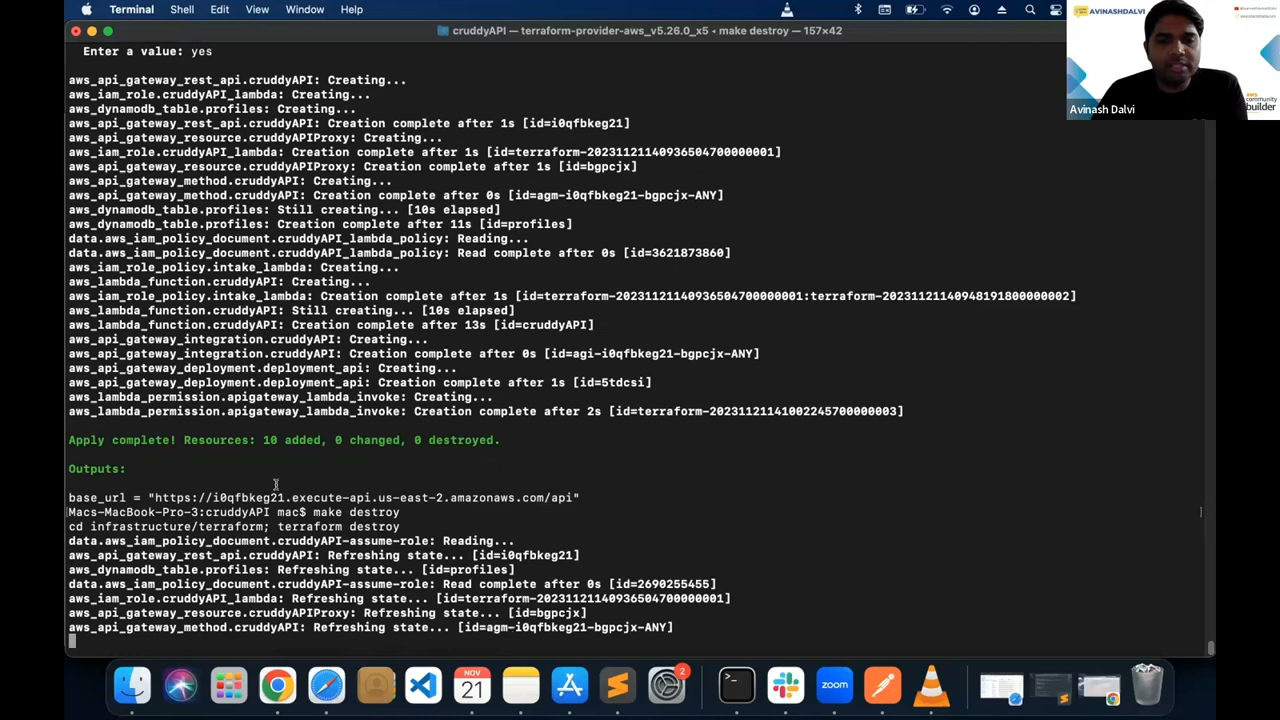 Terminal Shell Edit View Window Help
cruddyAPI — terraform-provider-aws_v5.26.0_x5 ◂ make destroy — 157×42
AVINASHDALVI
Avinash Dalvi
aws
community
builder
Enter a value: yes
aws_api_gateway_rest_api.cruddyAPI: Creating...
aws_iam_role.cruddyAPI_lambda: Creating...
aws_dynamodb_table.profiles: Creating...
aws_api_gateway_rest_api.cruddyAPI: Creation complete after 1s [id=i0qfbkeg21]
aws_api_gateway_resource.cruddyAPIProxy: Creating...
aws_iam_role.cruddyAPI_lambda: Creation complete after 1s [id=terraform-20231121140936504700000001]
aws_api_gateway_resource.cruddyAPIProxy: Creation complete after 1s [id=bgpcjx]
aws_api_gateway_method.cruddyAPI: Creating...
aws_api_gateway_method.cruddyAPI: Creation complete after 0s [id=agm-i0qfbkeg21-bgpcjx-ANY]
aws_dynamodb_table.profiles: Still creating... [10s elapsed]
aws_dynamodb_table.profiles: Creation complete after 11s [id=profiles]
data.aws_iam_policy_document.cruddyAPI_lambda_policy: Reading...
data.aws_iam_policy_document.cruddyAPI_lambda_policy: Read complete after 0s [id=3621873860]
aws_iam_role_policy.intake_lambda: Creating...
aws_lambda_function.cruddyAPI: Creating...
aws_iam_role_policy.intake_lambda: Creation complete after 1s [id=terraform-20231121140936504700000001:terraform-20231121140948191800000002]
aws_lambda_function.cruddyAPI: Still creating... [10s elapsed]
aws_lambda_function.cruddyAPI: Creation complete after 13s [id=cruddyAPI]
aws_api_gateway_integration.cruddyAPI: Creating...
aws_api_gateway_integration.cruddyAPI: Creation complete after 0s [id=agi-i0qfbkeg21-bgpcjx-ANY]
aws_api_gateway_deployment.deployment_api: Creating...
aws_api_gateway_deployment.deployment_api: Creation complete after 1s [id=5tdcsi]
aws_lambda_permission.apigateway_lambda_invoke: Creating...
aws_lambda_permission.apigateway_lambda_invoke: Creation complete after 2s [id=terraform-20231121141002245700000003]
Apply complete! Resources: 10 added, 0 changed, 0 destroyed.
Outputs:
base_url = "https://i0qfbkeg21.execute-api.us-east-2.amazonaws.com/api"
Macs-MacBook-Pro-3:cruddyAPI mac$ make destroy
cd infrastructure/terraform; terraform destroy
data.aws_iam_policy_document.cruddyAPI-assume-role: Reading...
aws_api_gateway_rest_api.cruddyAPI: Refreshing state... [id=i0qfbkeg21]
aws_dynamodb_table.profiles: Refreshing state... [id=profiles]
data.aws_iam_policy_document.cruddyAPI-assume-role: Read complete after 0s [id=2690255455]
aws_iam_role.cruddyAPI_lambda: Refreshing state... [id=terraform-20231121140936504700000001]
aws_api_gateway_resource.cruddyAPIProxy: Refreshing state... [id=bgpcjx]
aws_api_gateway_method.cruddyAPI: Refreshing state... [id=agm-i0qfbkeg21-bgpcjx-ANY]
NOV
21
2
zoom